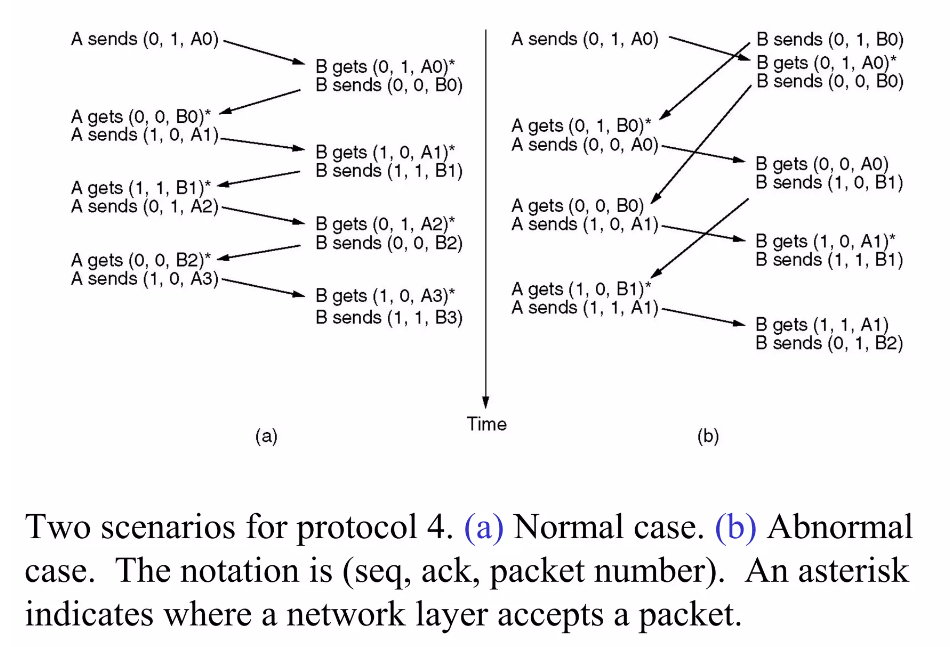 A sends (0, 1, A0)
B gets (0, 1, A0)*
B sends (0, 0, B0)
A gets (0, 0, B0)*
A sends (1, 0, A1)
B gets (1, 0, A1)*
B sends (1, 1, B1)
A gets (1, 1, B1)*
A sends (0, 1, A2)
B gets (0, 1, A2)*
B sends (0, 0, B2)
A gets (0, 0, B2)*
A sends (1, 0, A3)
B gets (1, 0, A3)*
B sends (1, 1, B3)
(a)
Time
A sends (0, 1, A0)
B sends (0, 1, B0)
B gets (0, 1, A0)*
B sends (0, 0, B0)
A gets (0, 1, B0)*
A sends (0, 0, A0)
B gets (0, 0, A0)
B sends (1, 0, B1)
A gets (0, 0, B0)
A sends (1, 0, A1)
B gets (1, 0, A1)*
B sends (1, 1, B1)
A gets (1, 0, B1)*
A sends (1, 1, A1)
B gets (1, 1, A1)
B sends (0, 1, B2)
(b)
Two scenarios for protocol 4. (a) Normal case. (b) Abnormal
case. The notation is (seq, ack, packet number). An asterisk
indicates where a network layer accepts a packet.